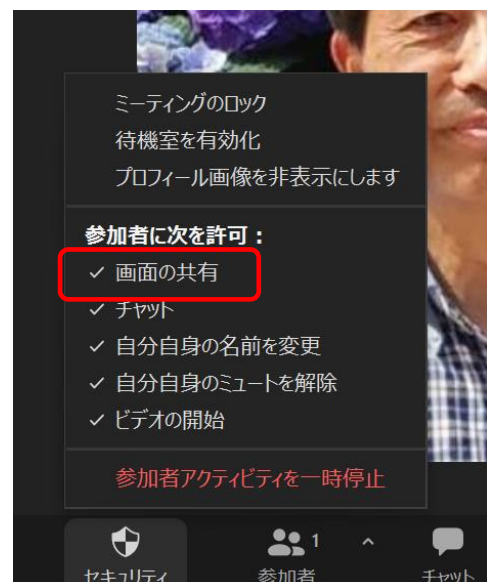 ミーティングのロック
待機室を有効化
プロフィール画像を非表示にします
参加者に次を許可：
✓ 画面の共有
✓ チャット
✓ 自分自身の名前を変更
✓ 自分自身のミュートを解除
✓ ビデオの開始
参加者アクティビティを一時停止
1
セキュリティ 参加者 チャット